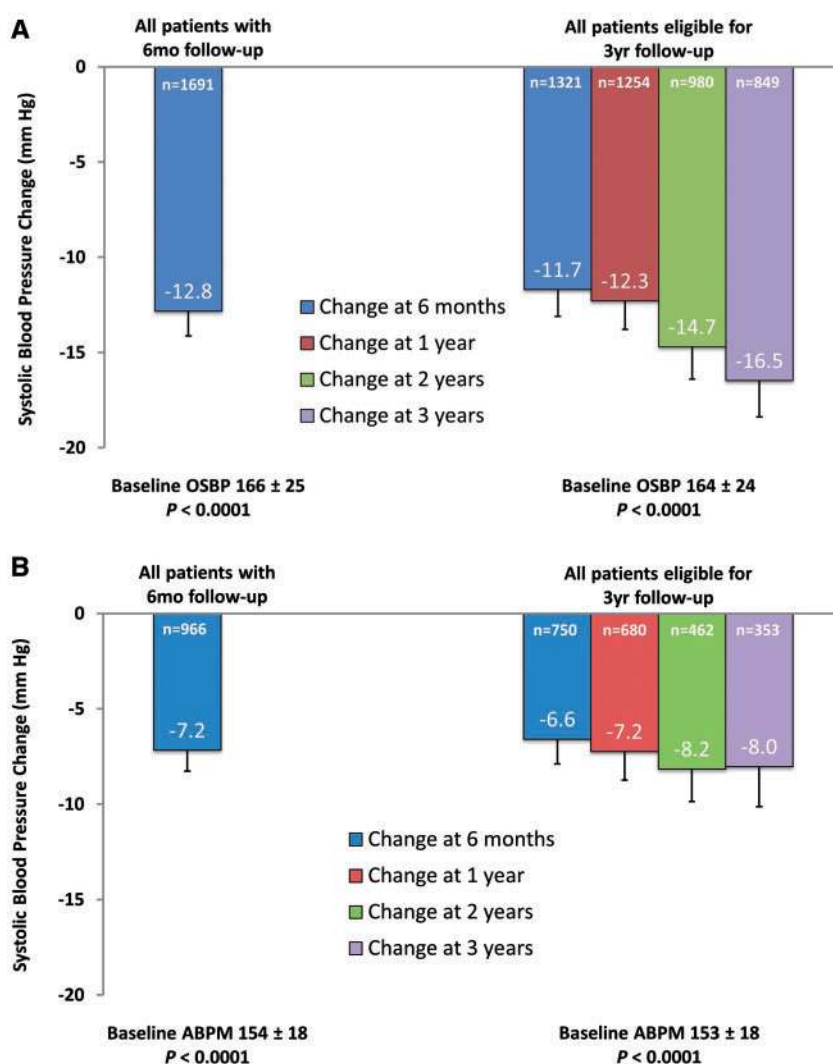 A
All patients with
6mo follow-up
All patients eligible for
3yr follow-up
Systolic Blood Pressure Change (mm Hg)
0
-5
-10
-15
-20
n=1691
-12.8
n=1321
n=1254
n=980
n=849
-11.7
-12.3
-14.7
-16.5
Change at 6 months
Change at 1 year
Change at 2 years
Change at 3 years
Baseline OSBP 166 ± 25
P < 0.0001
Baseline OSBP 164 ± 24
P < 0.0001
B
All patients with
6mo follow-up
All patients eligible for
3yr follow-up
Systolic Blood Pressure Change (mm Hg)
0
-5
-10
-15
-20
n=966
-7.2
n=750
n=680
n=462
n=353
-6.6
-7.2
-8.2
-8.0
Change at 6 months
Change at 1 year
Change at 2 years
Change at 3 years
Baseline ABPM 154 ± 18
P < 0.0001
Baseline ABPM 153 ± 18
P < 0.0001